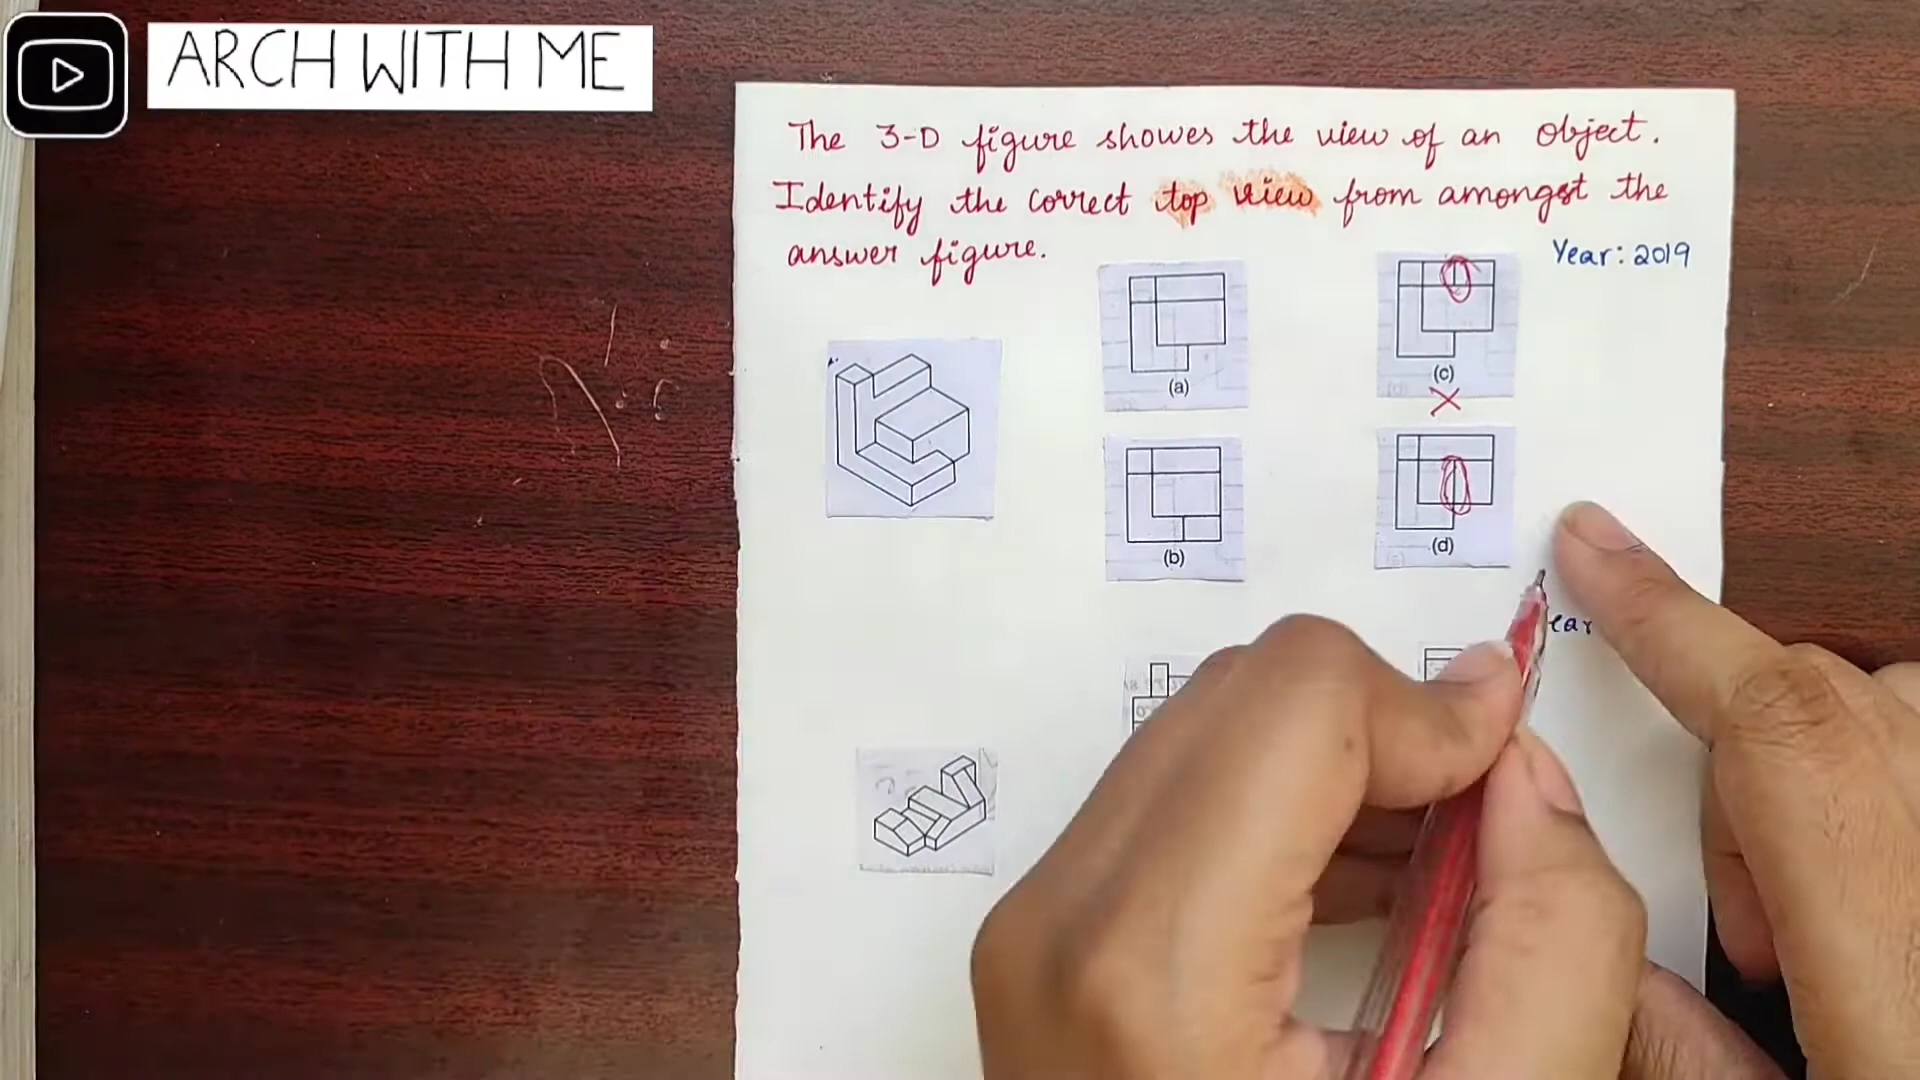 ARCH WITH ME
The 3-D figure showes the view of an object.
Identify the correct top view from amongst the
answer figure.
Year: 2019
(a)
(c)
(b)
(d)
ear